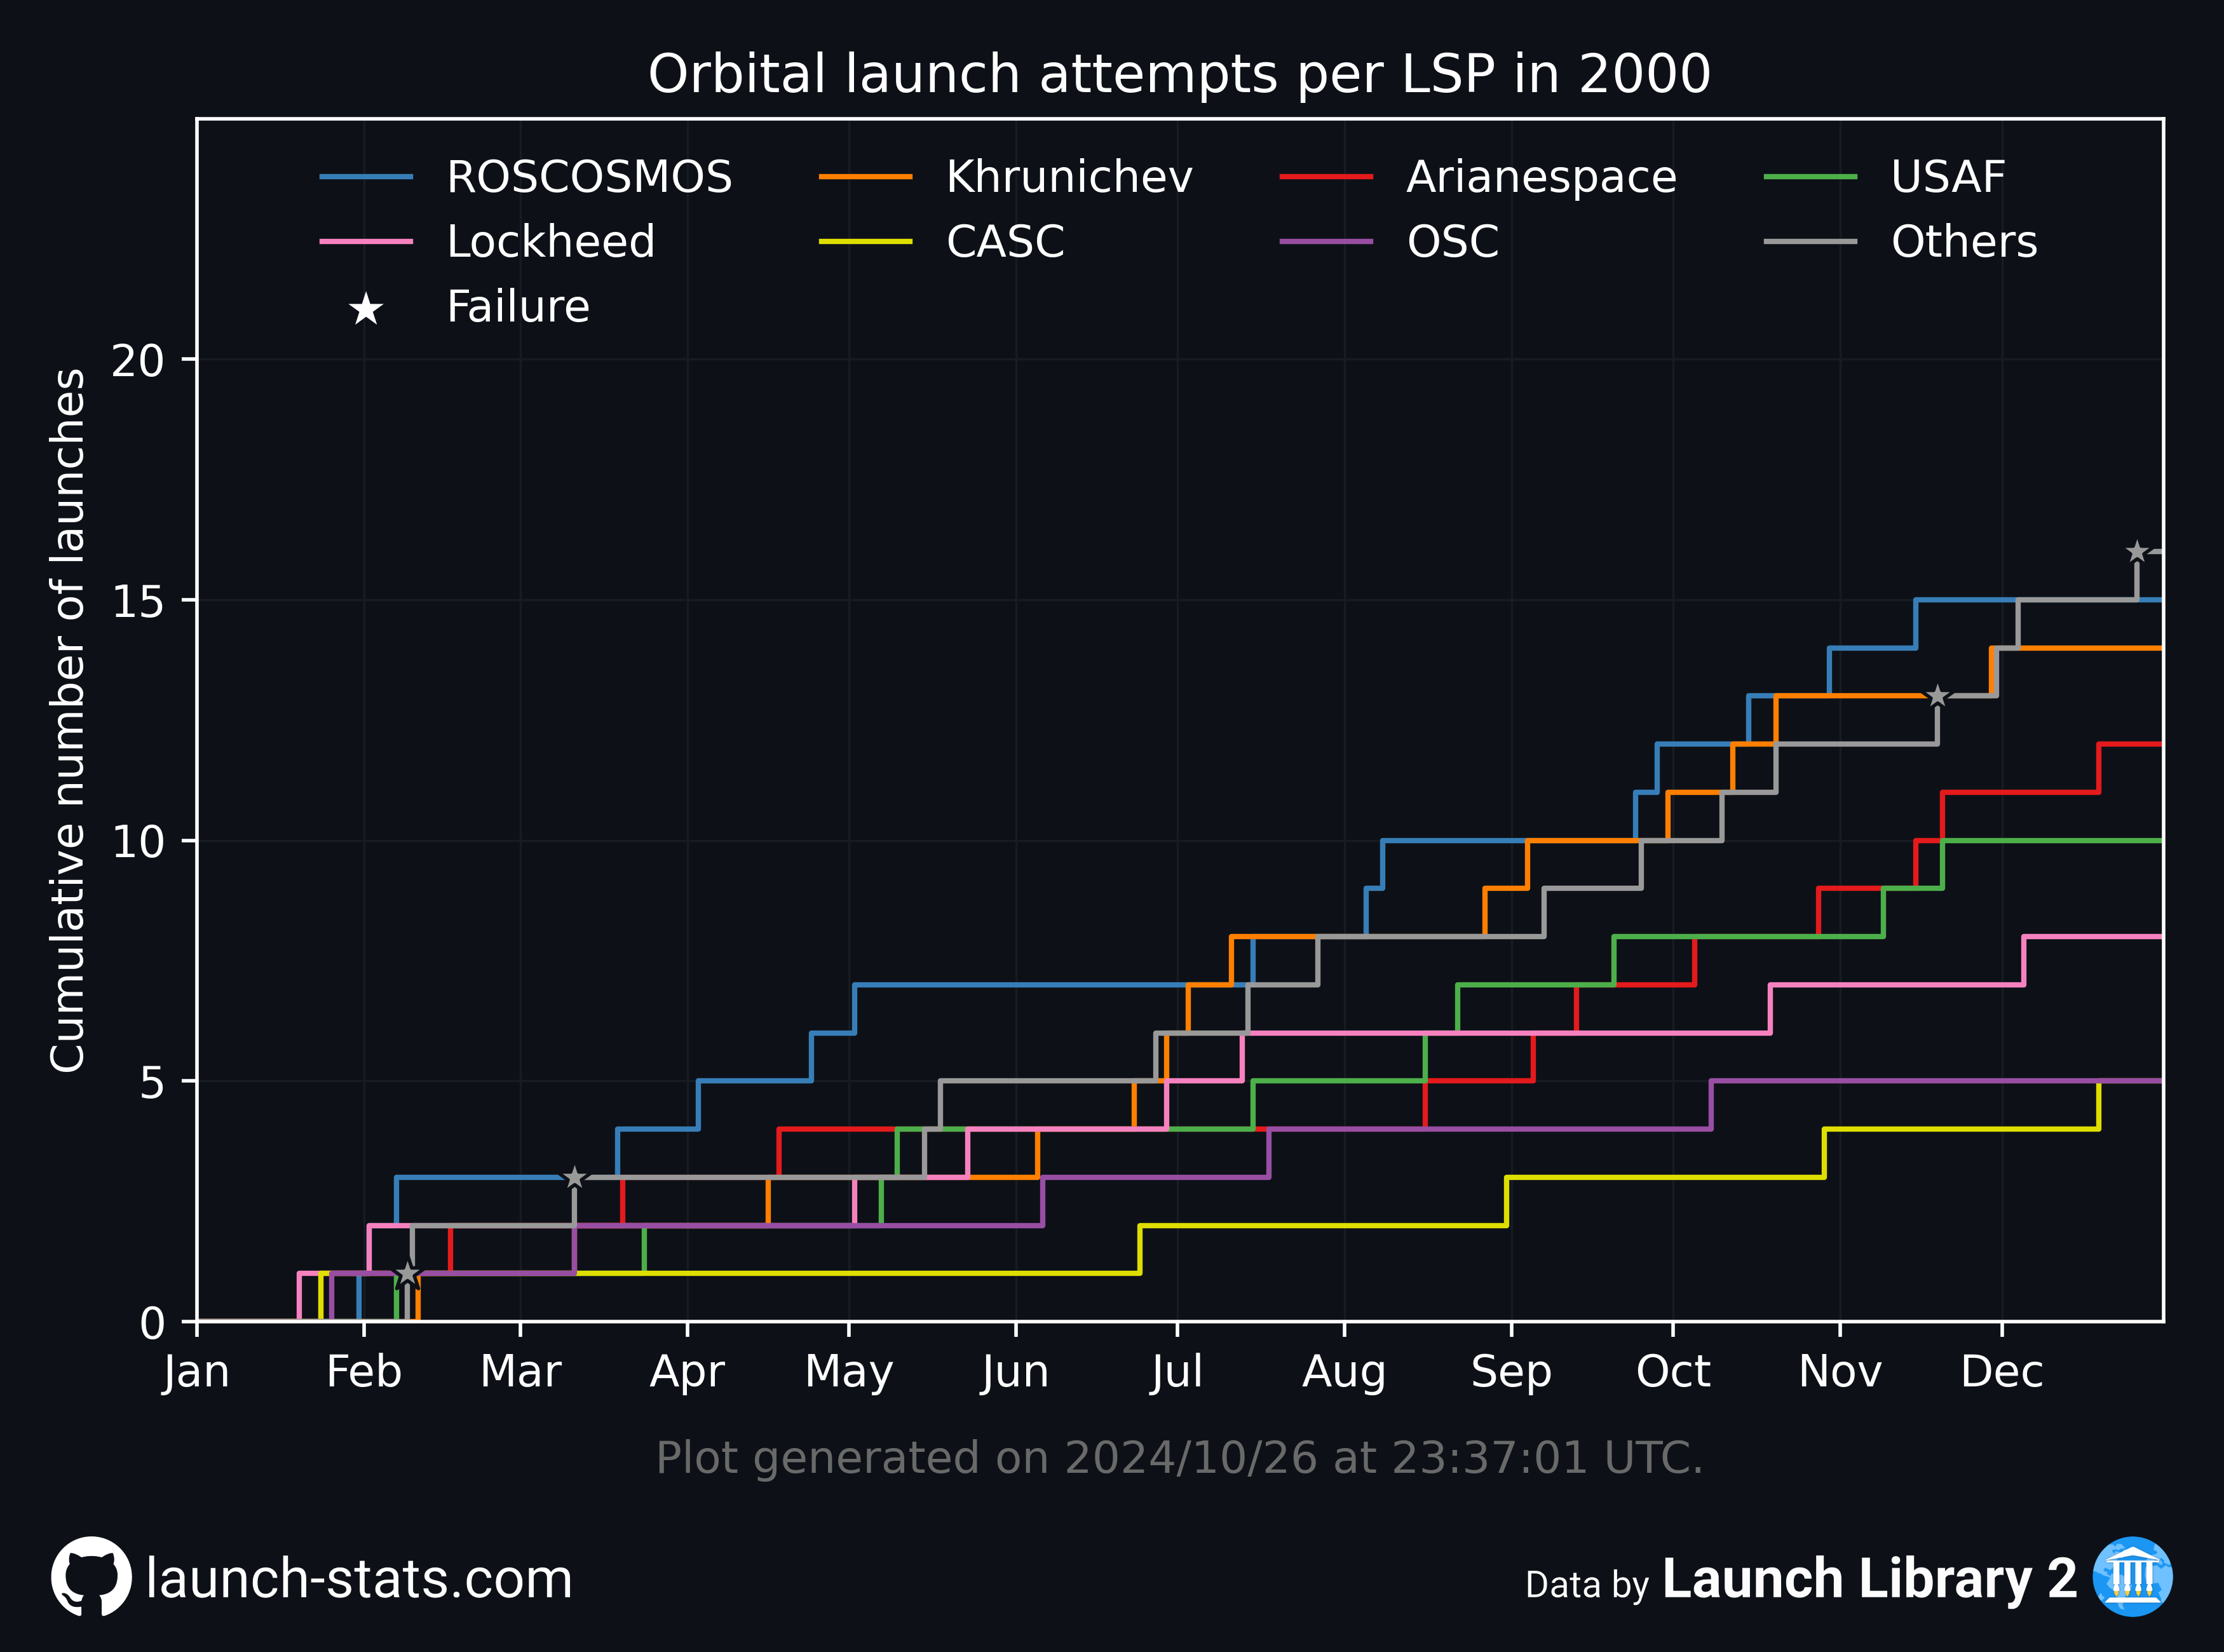 Orbital launch attempts per LSP in 2000
ROSCOSMOS Khrunichev Arianespace USAF
Lockheed CASC OSC Others
Failure
Cumulative number of launches
20
15
10
5
0
Jan Feb Mar Apr May Jun Jul Aug Sep Oct Nov Dec
Plot generated on 2024/10/26 at 23:37:01 UTC.
launch-stats.com
Data by Launch Library 2